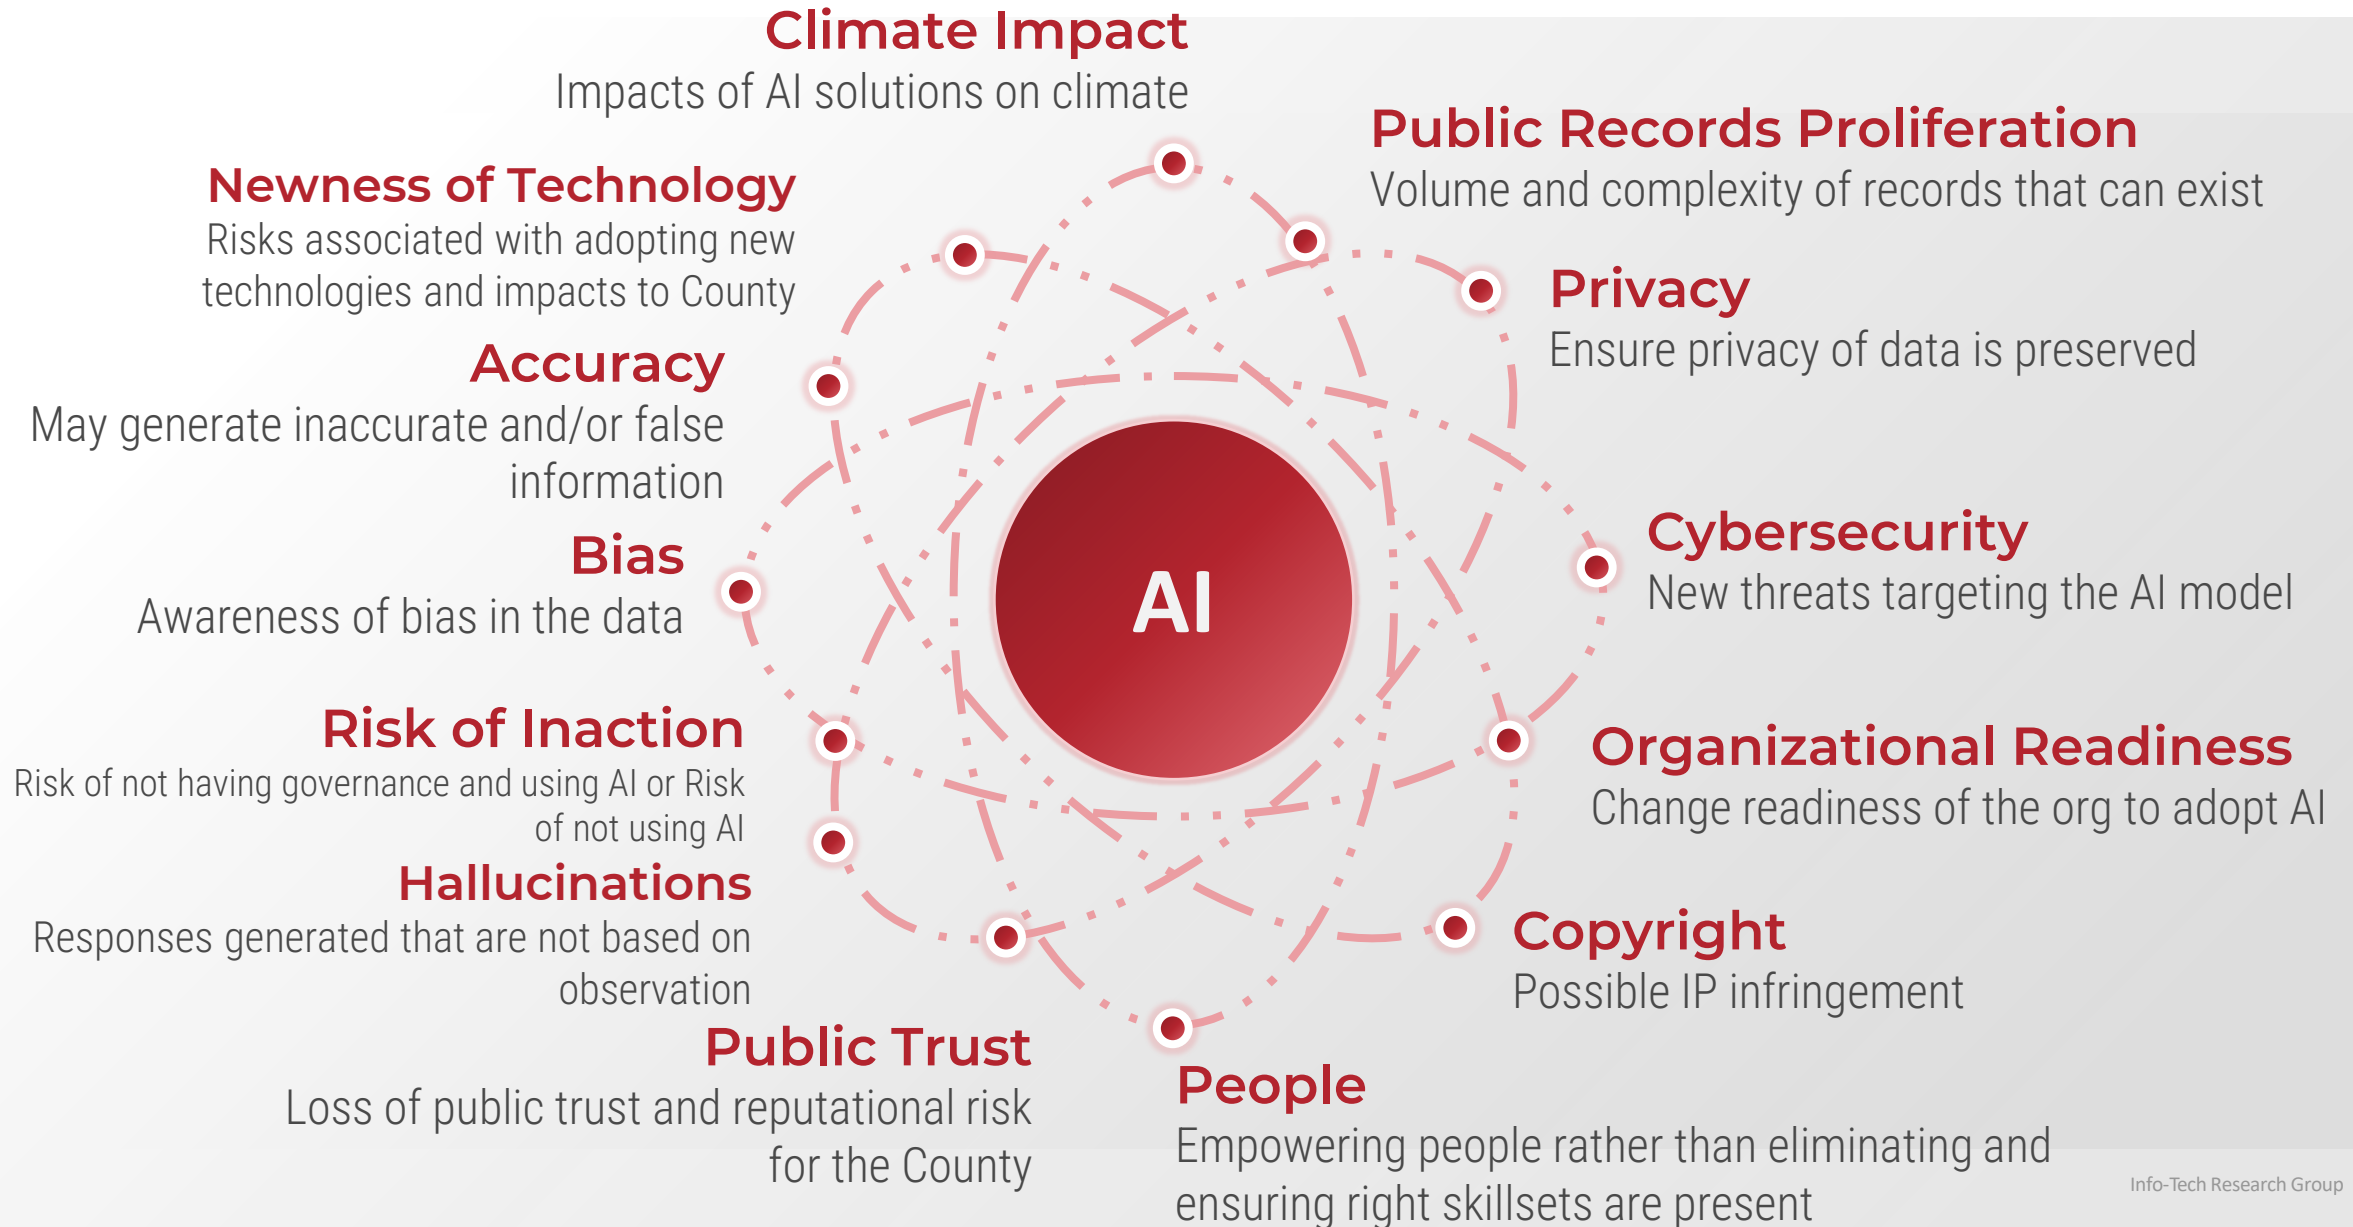 Climate Impact
Impacts of AI solutions on climate
Public Records Proliferation
Volume and complexity of records that can exist
Newness of Technology
Risks associated with adopting new
technologies and impacts to County
Privacy
Ensure privacy of data is preserved
Accuracy
May generate inaccurate and/or false
information
Cybersecurity
New threats targeting the AI model
Bias
Awareness of bias in the data
AI
Risk of Inaction
Risk of not having governance and using AI or Risk
of not using AI
Organizational Readiness
Change readiness of the org to adopt AI
Hallucinations
Responses generated that are not based on
observation
Copyright
Possible IP infringement
Public Trust
Loss of public trust and reputational risk
for the County
People
Empowering people rather than eliminating and
ensuring right skillsets are present
Info-Tech Research Group